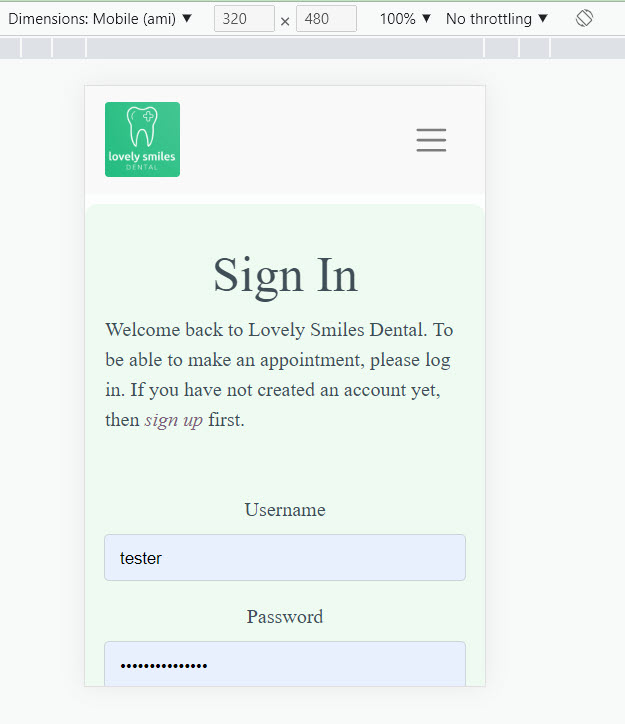 Dimensions: Mobile (ami) ▼ 320 × 480 100% ▼ No throttling ▼
lovely smiles
DENTAL
Sign In
Welcome back to Lovely Smiles Dental. To
be able to make an appointment, please log
in. If you have not created an account yet,
then sign up first.
Username
tester
Password
•••••••••••••••